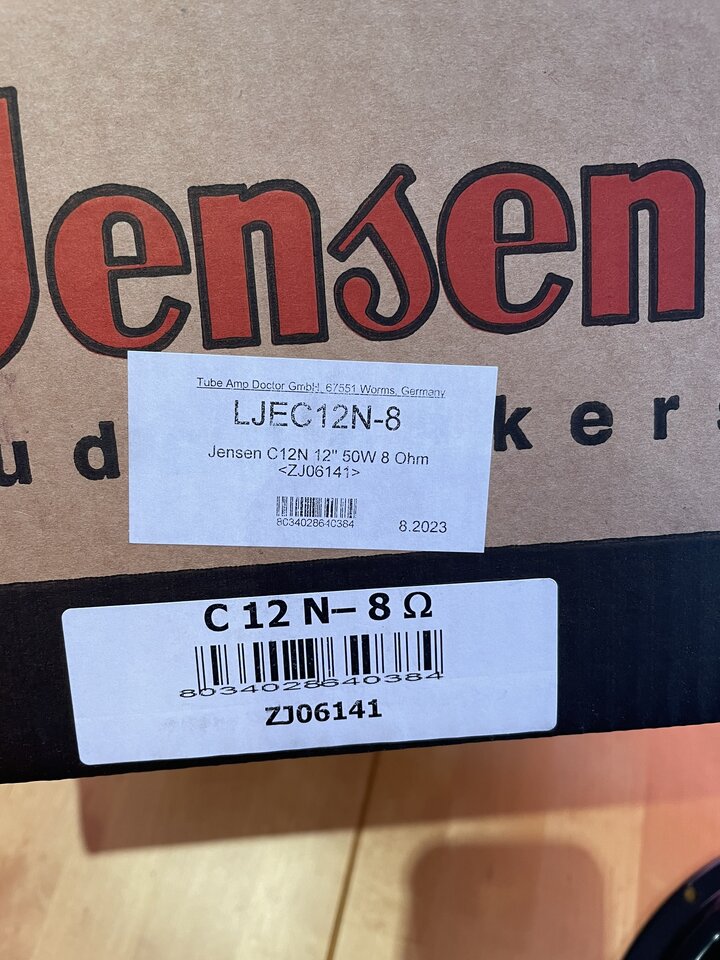 Jensen
ud
kers
Tube Amp Doctor GmbH, 67551 Worms, Germany
LJEC12N-8
Jensen C12N 12" 50W 8 Ohm
<ZJ06141>
8034028640384
8.2023
C 12 N– 8 Ω
8034028640384
ZJ06141